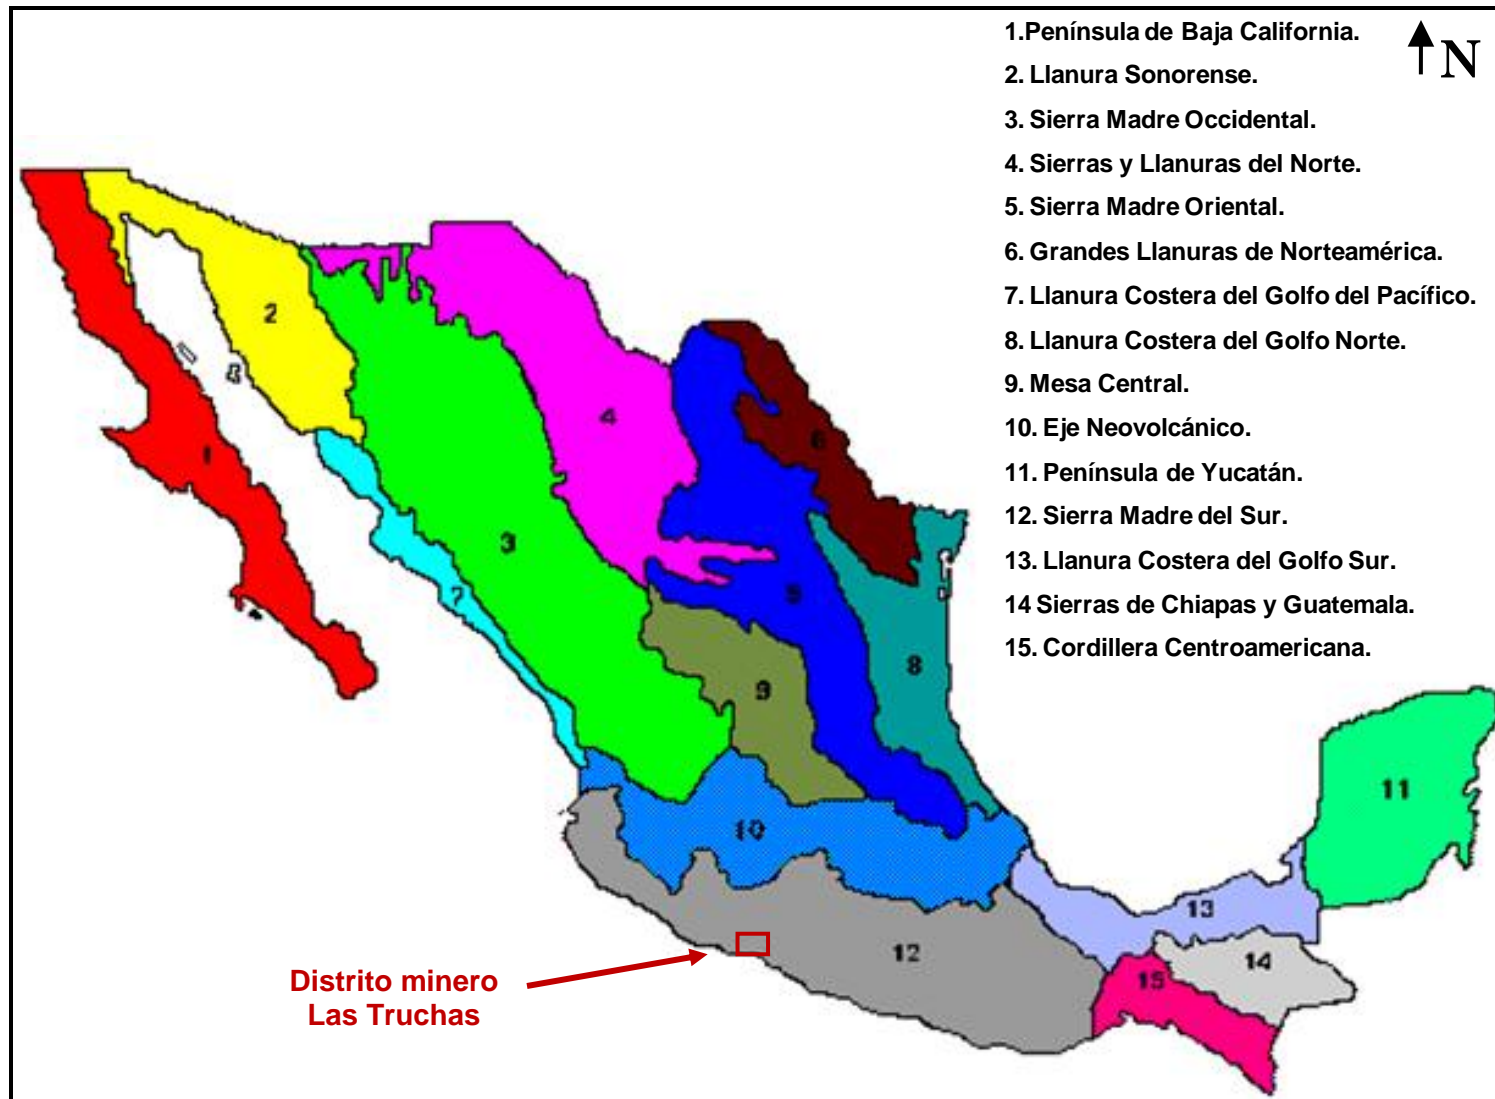 1.Península de Baja California.
N
2. Llanura Sonorense.
3. Sierra Madre Occidental.
4. Sierras y Llanuras del Norte.
5. Sierra Madre Oriental.
6. Grandes Llanuras de Norteamérica.
7. Llanura Costera del Golfo del Pacífico.
8. Llanura Costera del Golfo Norte.
9. Mesa Central.
10. Eje Neovolcánico.
11. Península de Yucatán.
12. Sierra Madre del Sur.
13. Llanura Costera del Golfo Sur.
14 Sierras de Chiapas y Guatemala.
15. Cordillera Centroamericana.
1
2
3
4
5
6
7
8
9
10
11
12
13
14
15
Distrito minero
Las Truchas